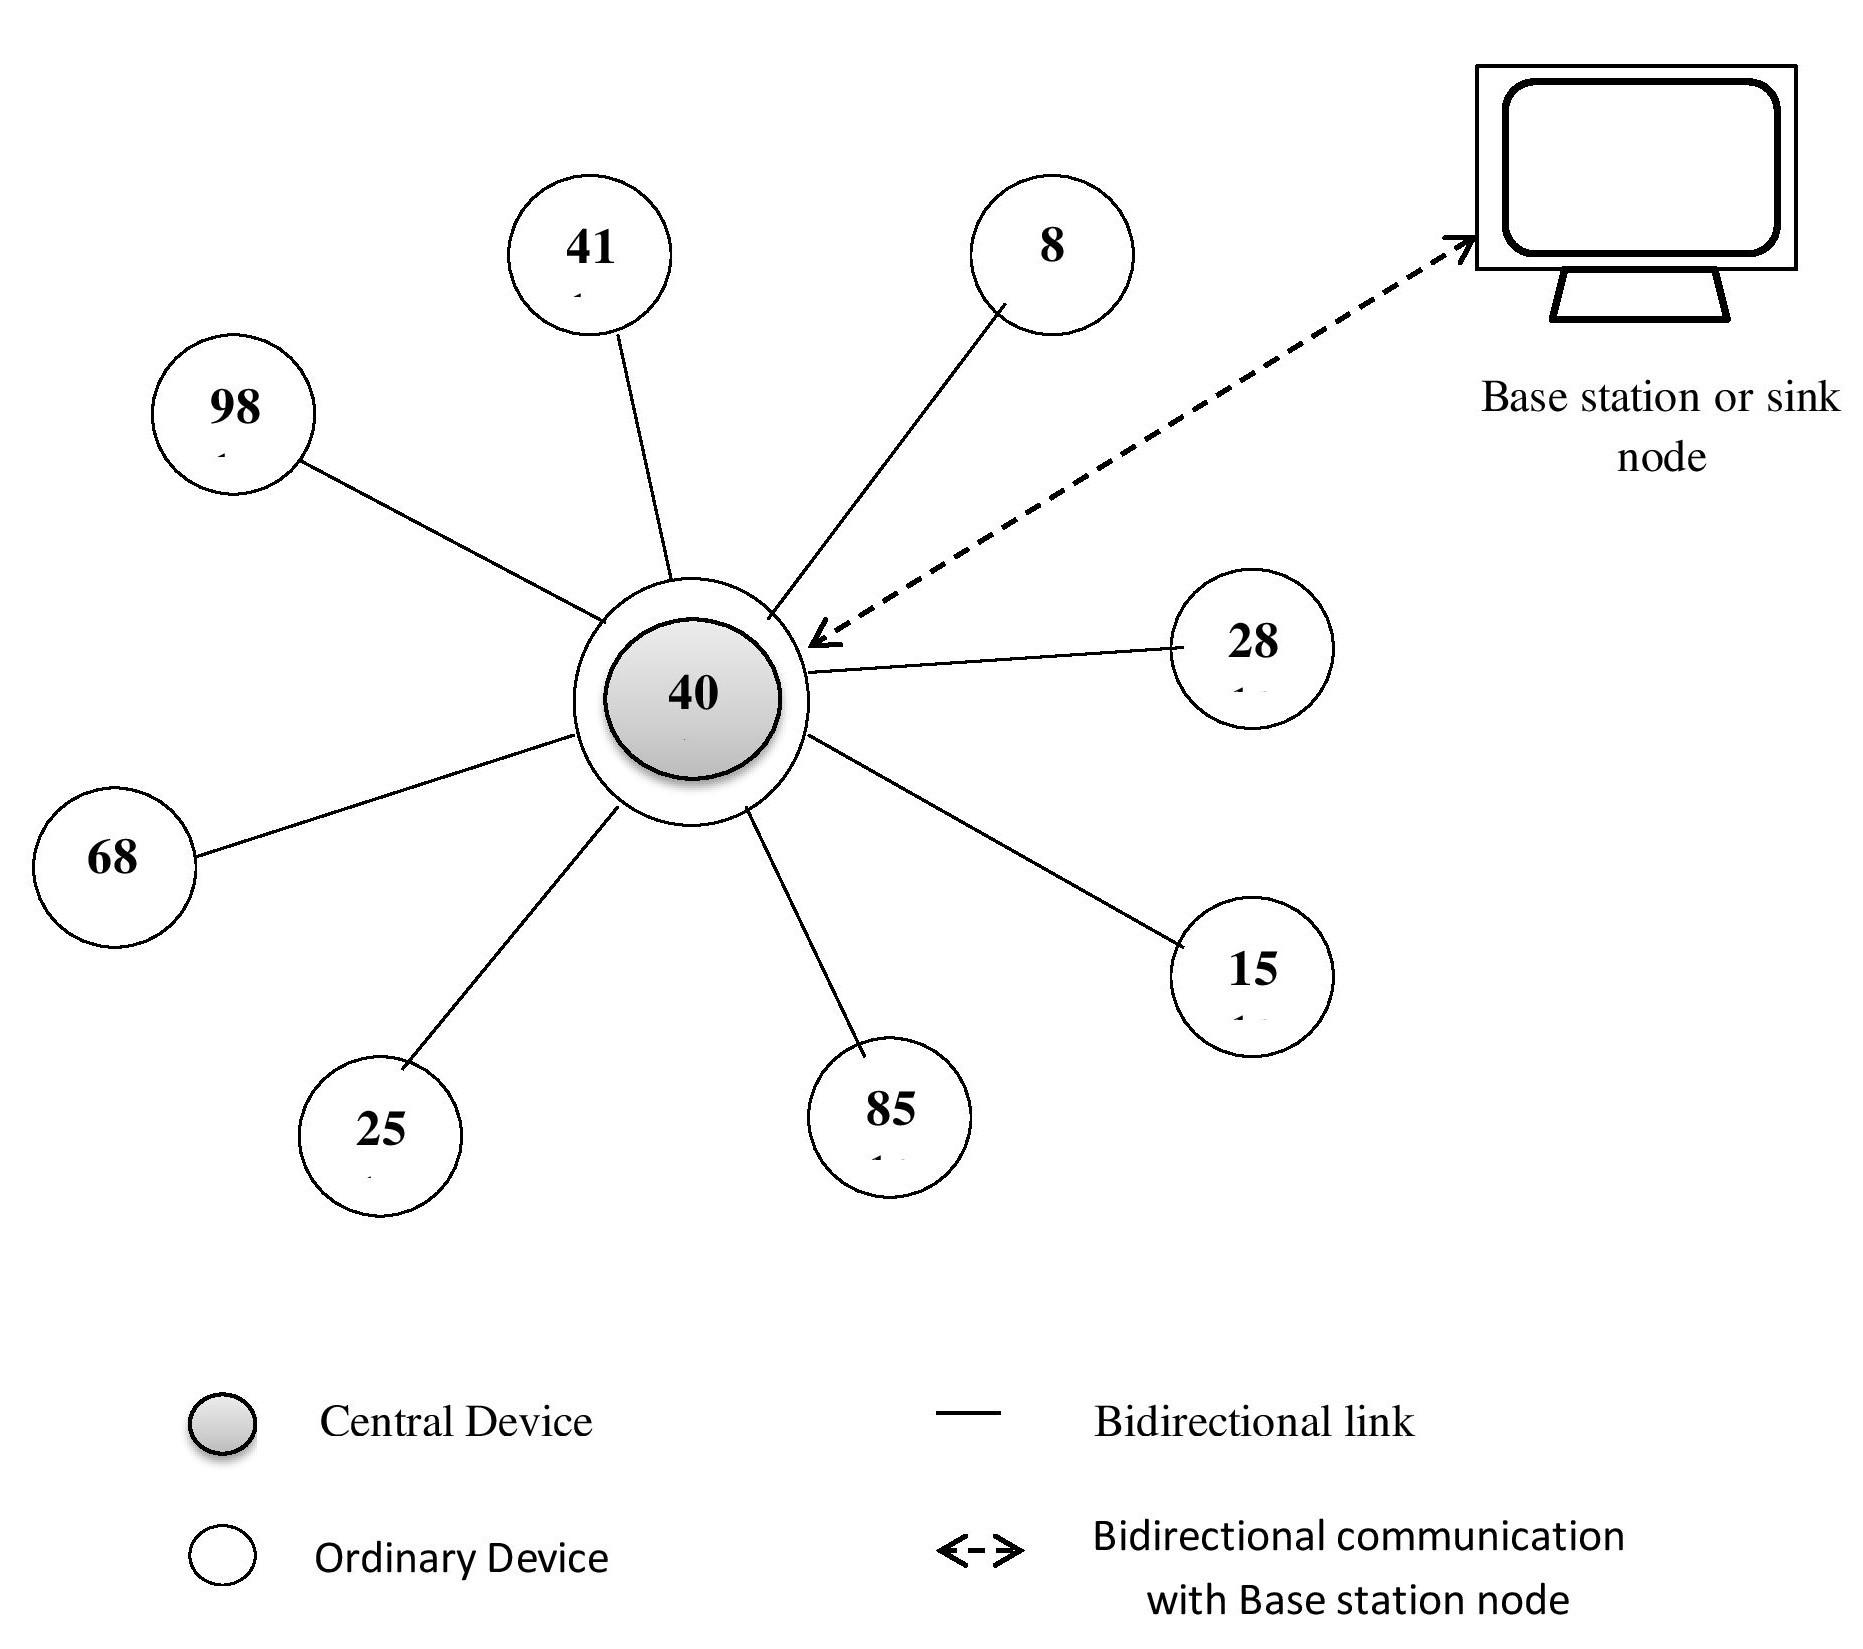 41
8
98
Base station or sink
node
28
40
68
15
25
85
Central Device
Bidirectional link
Ordinary Device
Bidirectional communication
with Base station node